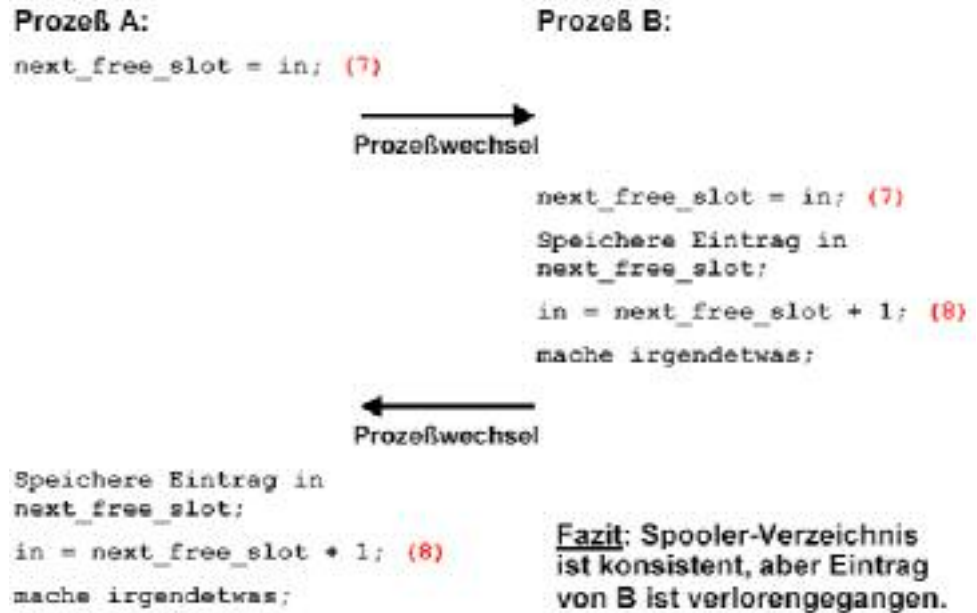 Prozeß A:
next_free_slot = in; (7)
Prozeß B:
Prozeßwechsel
next_free_slot = in; (7)
Speichere Eintrag in
next_free_slot;
in = next_free_slot + 1; (8)
mache irgendetwas;
Prozeßwechsel
Speichere Eintrag in
next_free_slot;
in = next_free_slot + 1; (8)
mache irgendetwas;
Fazit: Spooler-Verzeichnis
ist konsistent, aber Eintrag
von B ist verlorengegangen.